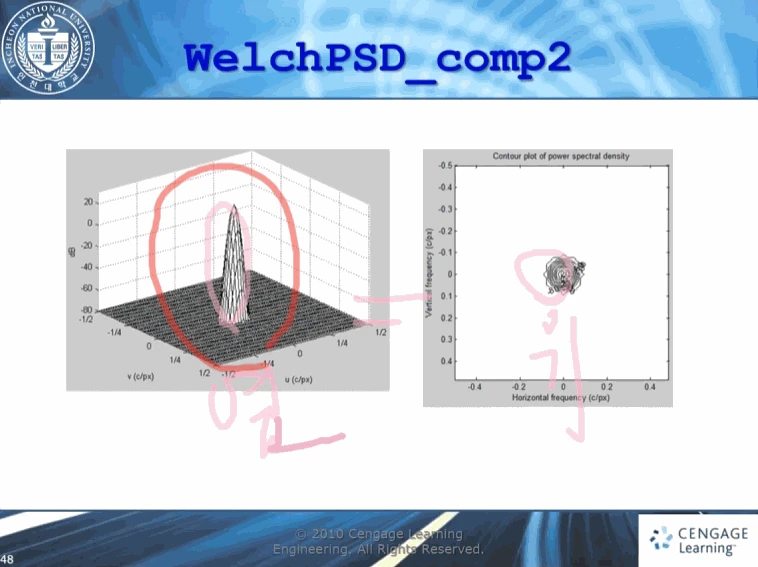 INCHEON NATIONAL UNIVERSITY
VERI LIBER
TAS TAS
인천대학교
WelchPSD_comp2
20
0
-20
-40
-60
-80
dB
-1/2
-1/4
0
1/4
1/2
v (c/px)
-1/2
-1/4
0
1/4
1/2
u (c/px)
Contour plot of power spectral density
-0.5
-0.4
-0.3
-0.2
-0.1
0
0.1
0.2
0.3
0.4
Vertical frequency (c/px)
-0.4
-0.2
0
0.2
0.4
Horizontal frequency (c/px)
48
© 2010 Cengage Learning
Engineering. All Rights Reserved.
CENGAGE
Learning™